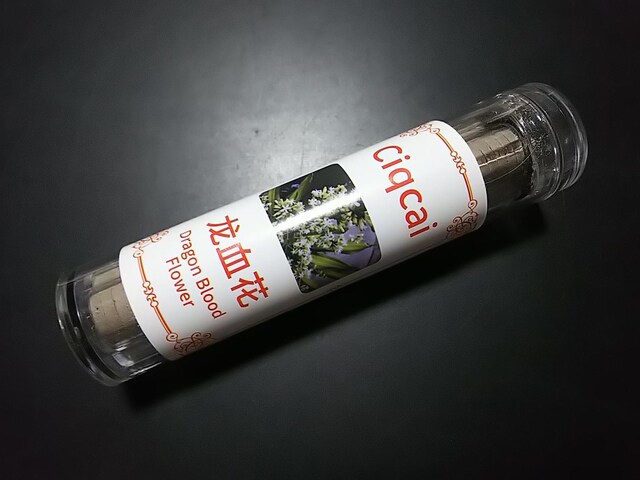 Ciqcai
龙血花
Dragon Blood
Flower